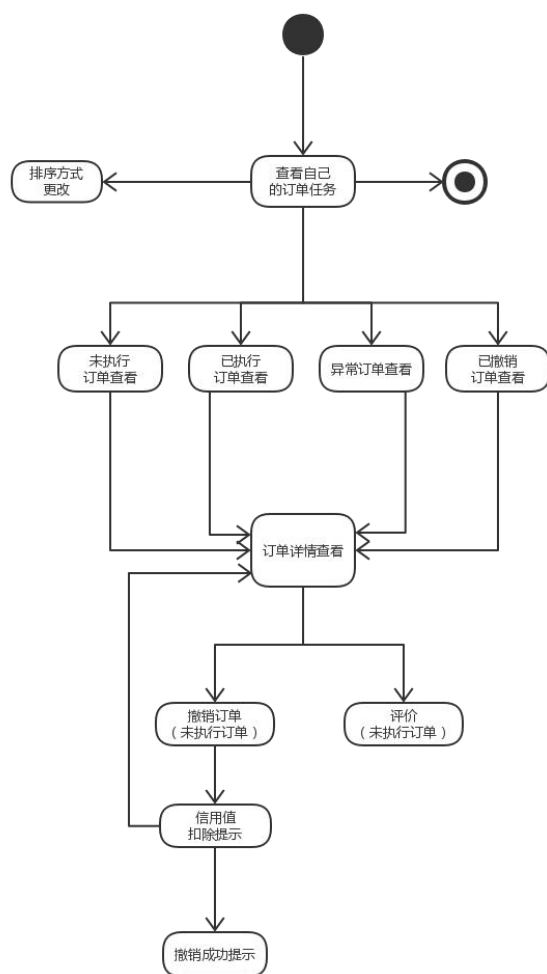 排序方式
更改
查看自己
的订单任务
未执行
订单查看
已执行
订单查看
异常订单查看
已撤销
订单查看
订单详情查看
撤销订单
（未执行订单）
评价
（未执行订单）
信用值
扣除提示
撤销成功提示